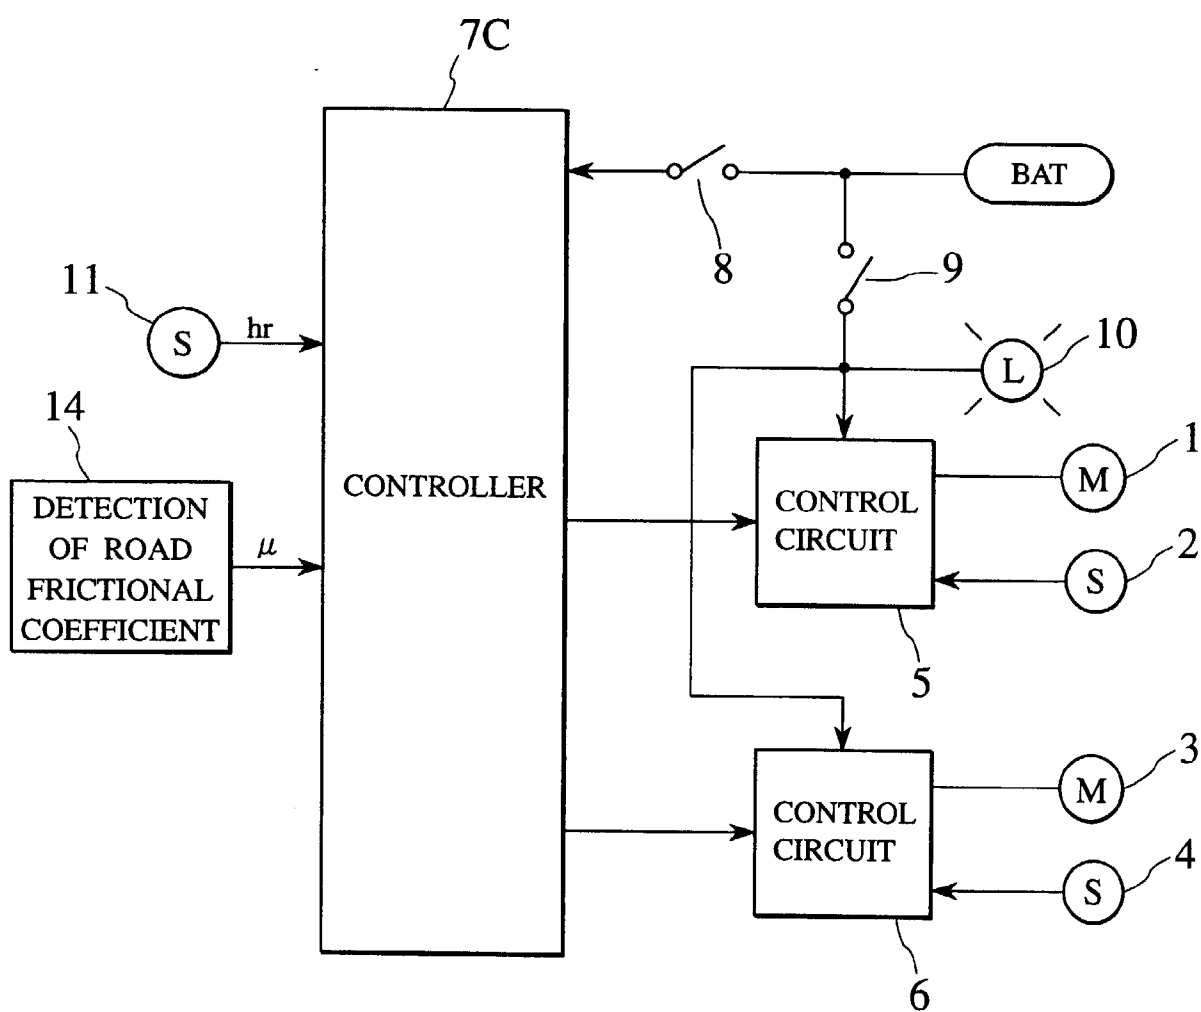 7C
BAT
8
9
11
S
hr
L
10
14
DETECTION
OF ROAD
FRICTIONAL
COEFFICIENT
μ
CONTROLLER
CONTROL
CIRCUIT
M
1
S
2
5
CONTROL
CIRCUIT
M
3
S
4
6